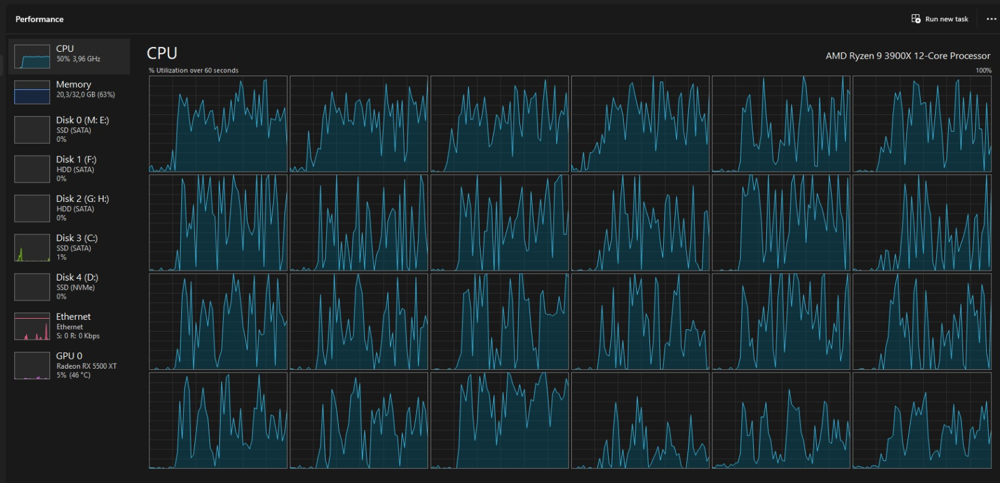 Performance
Run new task
CPU
50% 3,96 GHz
Memory
20,3/32,0 GB (63%)
Disk 0 (M: E:)
SSD (SATA)
0%
Disk 1 (F:)
HDD (SATA)
0%
Disk 2 (G: H:)
HDD (SATA)
0%
Disk 3 (C:)
SSD (SATA)
1%
Disk 4 (D:)
SSD (NVMe)
0%
Ethernet
Ethernet
S: 0 R: 0 Kbps
GPU 0
Radeon RX 5500 XT
5% (46 °C)
CPU
AMD Ryzen 9 3900X 12-Core Processor
% Utilization over 60 seconds
100%